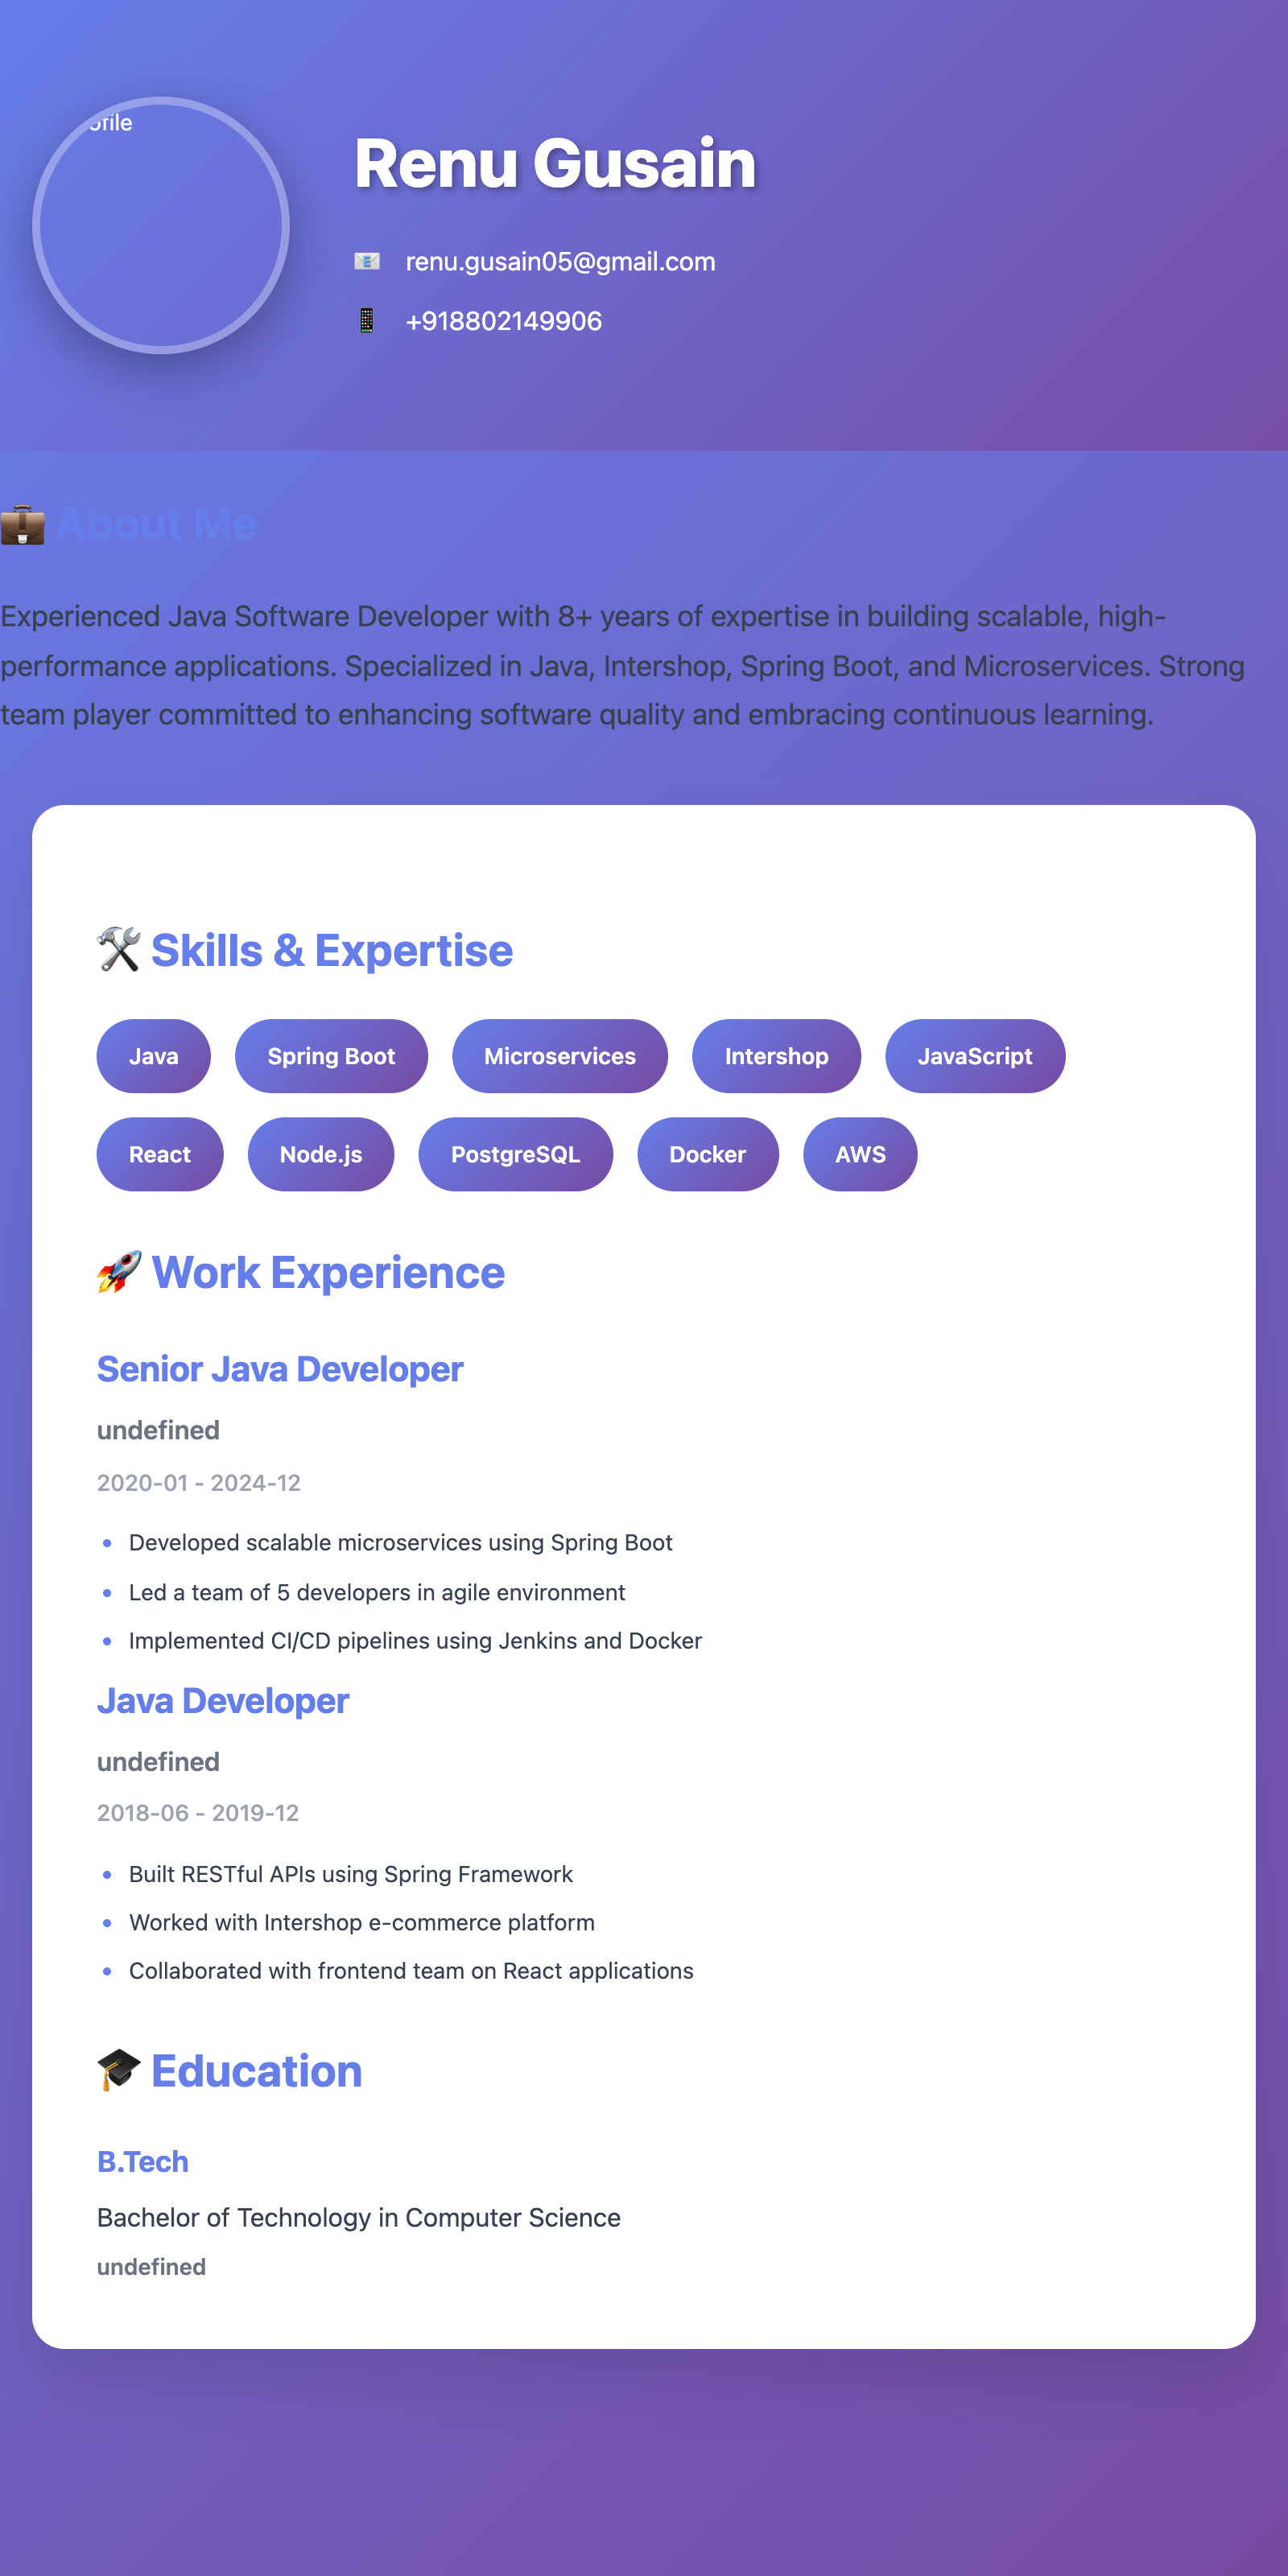 ofile
Renu Gusain
renu.gusain05@gmail.com
+918802149906
About Me
Experienced Java Software Developer with 8+ years of expertise in building scalable, high-
performance applications. Specialized in Java, Intershop, Spring Boot, and Microservices. Strong
team player committed to enhancing software quality and embracing continuous learning.
Skills & Expertise
Java Spring Boot Microservices Intershop JavaScript
React Node.js PostgreSQL Docker AWS
Work Experience
Senior Java Developer
undefined
2020-01 - 2024-12
• Developed scalable microservices using Spring Boot
• Led a team of 5 developers in agile environment
• Implemented CI/CD pipelines using Jenkins and Docker
Java Developer
undefined
2018-06 - 2019-12
• Built RESTful APIs using Spring Framework
• Worked with Intershop e-commerce platform
• Collaborated with frontend team on React applications
Education
B.Tech
Bachelor of Technology in Computer Science
undefined